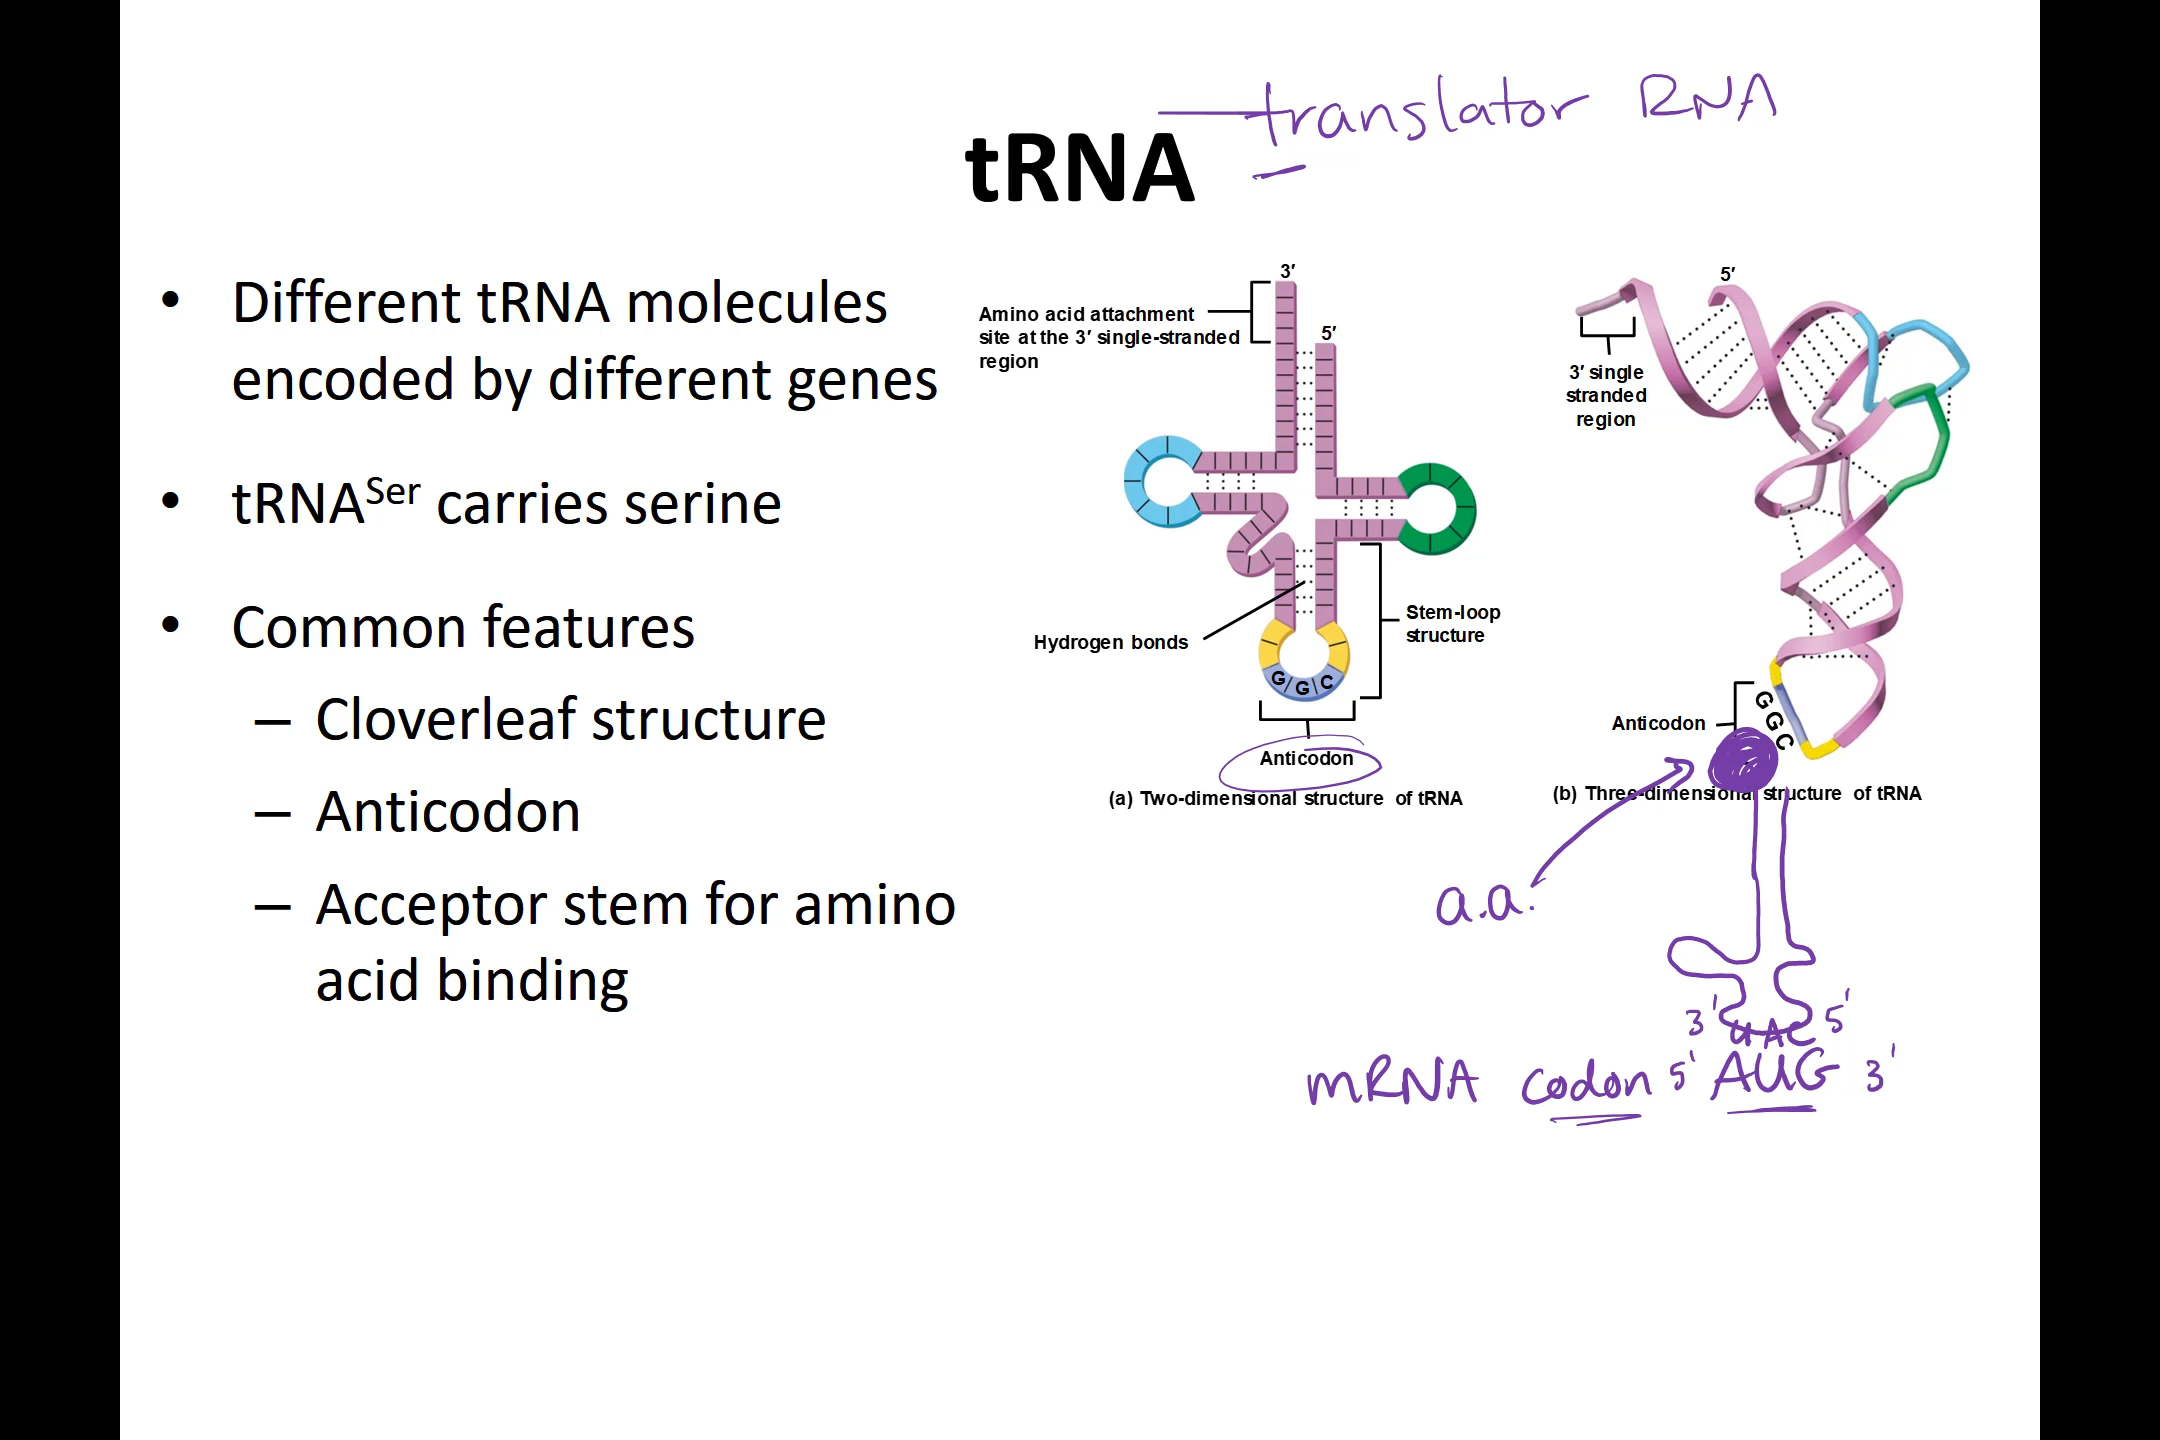 translator RNA
tRNA
• Different tRNA molecules
encoded by different genes
• tRNASer carries serine
• Common features
– Cloverleaf structure
– Anticodon
– Acceptor stem for amino
acid binding
3′
Amino acid attachment
site at the 3′ single-stranded
region
5′
Hydrogen bonds
Stem-loop
structure
G G C
Anticodon
(a) Two-dimensional structure of tRNA
5′
3′ single
stranded
region
Anticodon
G G C
(b) Three-dimensional structure of tRNA
a.a.
3' UAC 5'
mRNA codon 5' AUG 3'